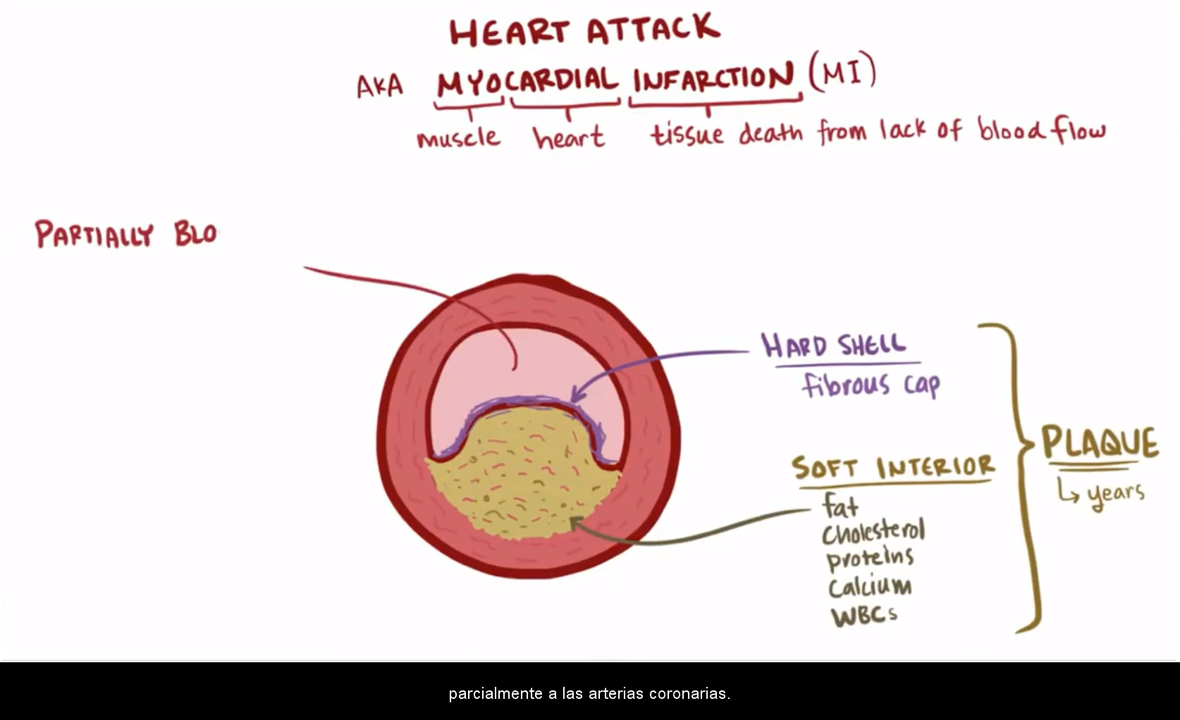 HEART ATTACK
AKA MYOCARDIAL INFARCTION (MI)
muscle heart tissue death from lack of blood flow
PARTIALLY BLO
HARD SHELL
fibrous cap
SOFT INTERIOR
fat
Cholesterol
proteins
Calcium
WBCs
PLAQUE
↳ years
parcialmente a las arterias coronarias.